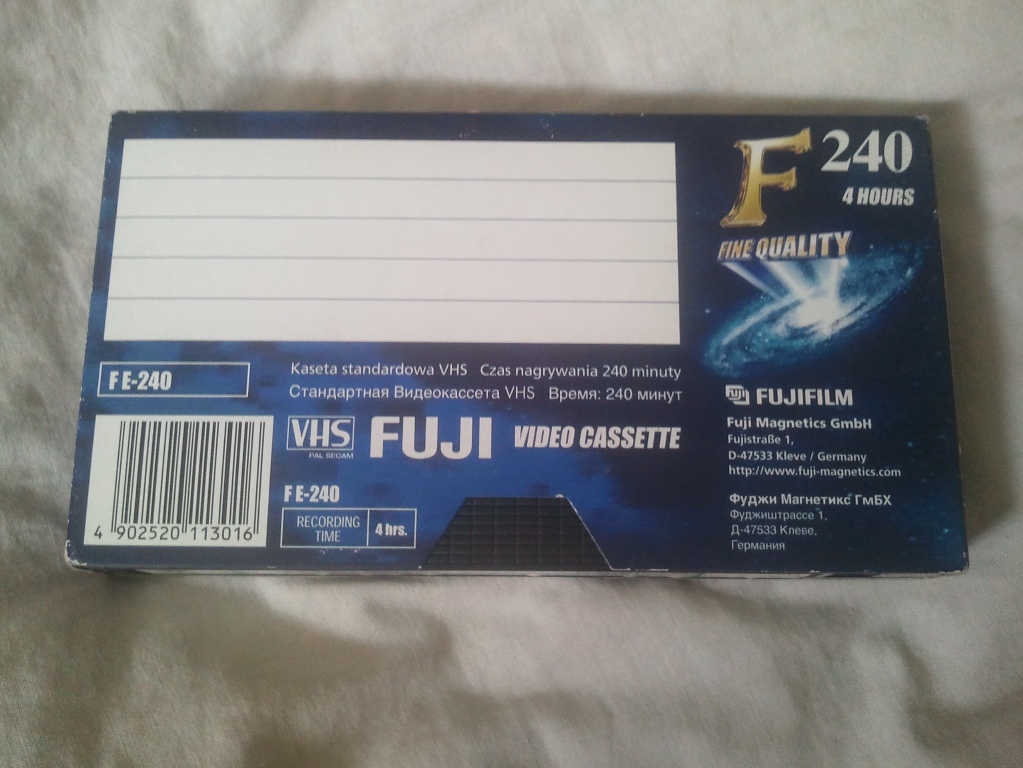 F 240
4 HOURS
FINE QUALITY
F E-240
Kaseta standardowa VHS Czas nagrywania 240 minuty
Стандартная Видеокассета VHS Время: 240 минут
VHS
PAL SECAM
FUJI VIDEO CASSETTE
F E-240
RECORDING
TIME
4 hrs.
4 902520 113016
FUJI FUJIFILM
Fuji Magnetics GmbH
Fujistraße 1,
D-47533 Kleve / Germany
http://www.fuji-magnetics.com
Фуджи Магнетикс ГмБХ
Фуджиштрассе 1,
Д-47533 Клеве,
Германия